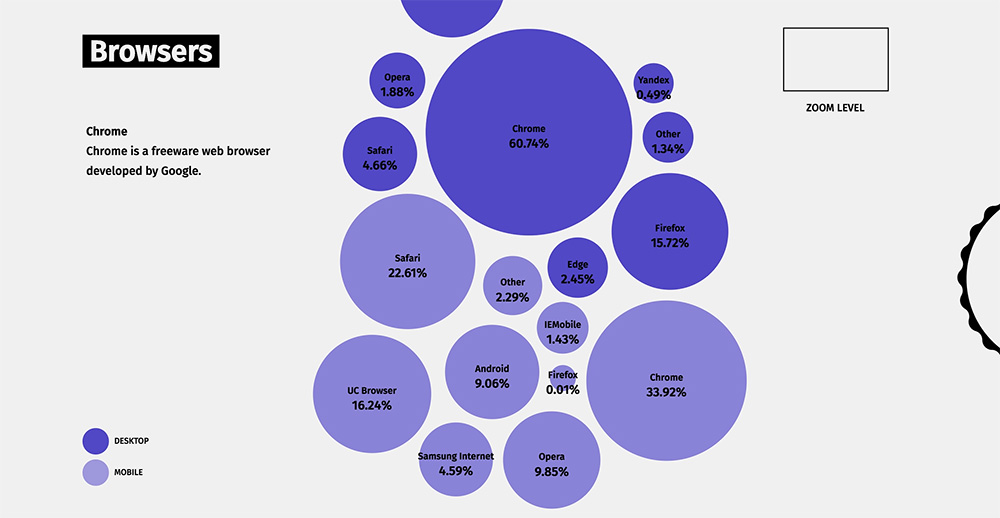 Browsers
Chrome
Chrome is a freeware web browser
developed by Google.
ZOOM LEVEL
Opera
1.88%
Chrome
60.74%
Yandex
0.49%
Other
1.34%
Safari
4.66%
Firefox
15.72%
Safari
22.61%
Edge
2.45%
Other
2.29%
IEMobile
1.43%
Android
9.06%
Firefox
0.01%
Chrome
33.92%
UC Browser
16.24%
Samsung Internet
4.59%
Opera
9.85%
DESKTOP
MOBILE